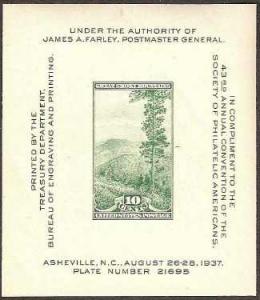 UNDER THE AUTHORITY OF
JAMES A. FARLEY, POSTMASTER GENERAL.
PRINTED BY THE
TREASURY DEPARTMENT,
BUREAU OF ENGRAVING AND PRINTING.
IN COMPLIMENT TO THE
43RD ANNUAL CONVENTION OF THE
SOCIETY OF PHILATELIC AMERICANS.
10
CENTS
UNITED STATES POSTAGE
ASHEVILLE, N.C., AUGUST 26-28, 1937.
PLATE NUMBER 21695